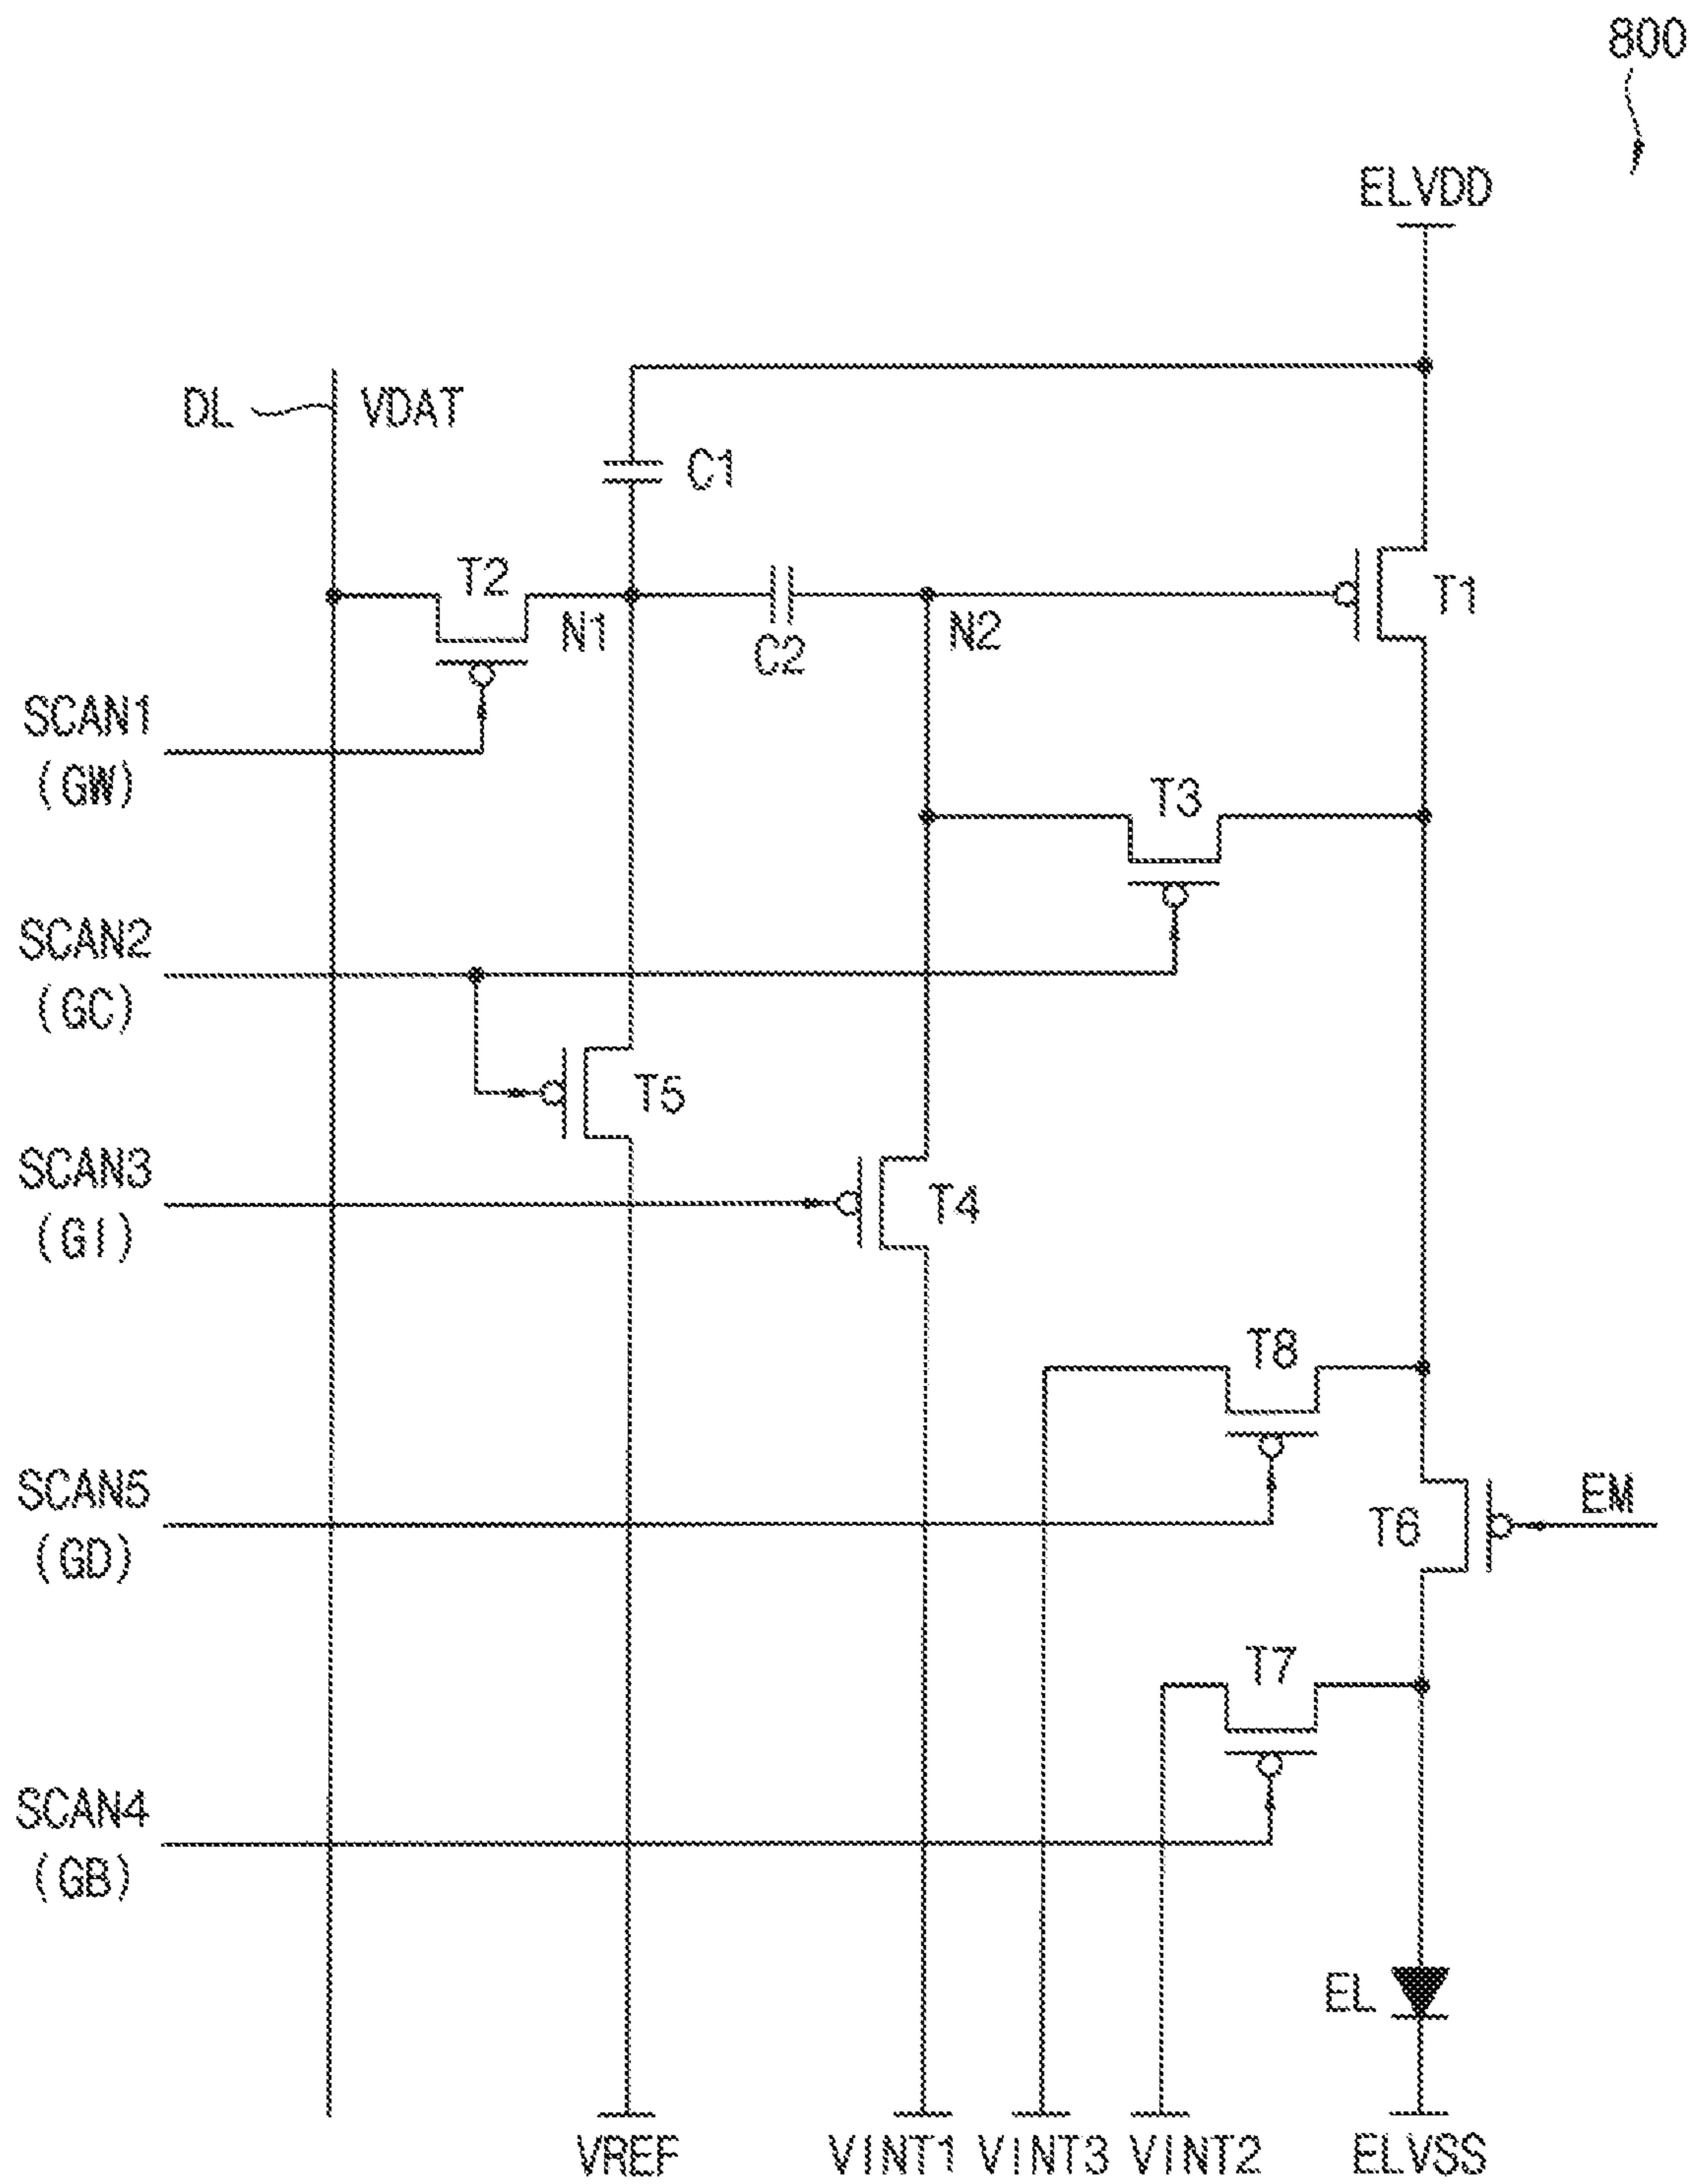 800
ELVDD
DL
VDAT
C1
T2
T1
N1
N2
C2
SCAN1
(GW)
T3
SCAN2
(GC)
T5
SCAN3
(GI)
T4
T8
SCAN5
(GD)
T6
EM
T7
SCAN4
(GB)
EL
VREF
VINT1
VINT3
VINT2
ELVSS